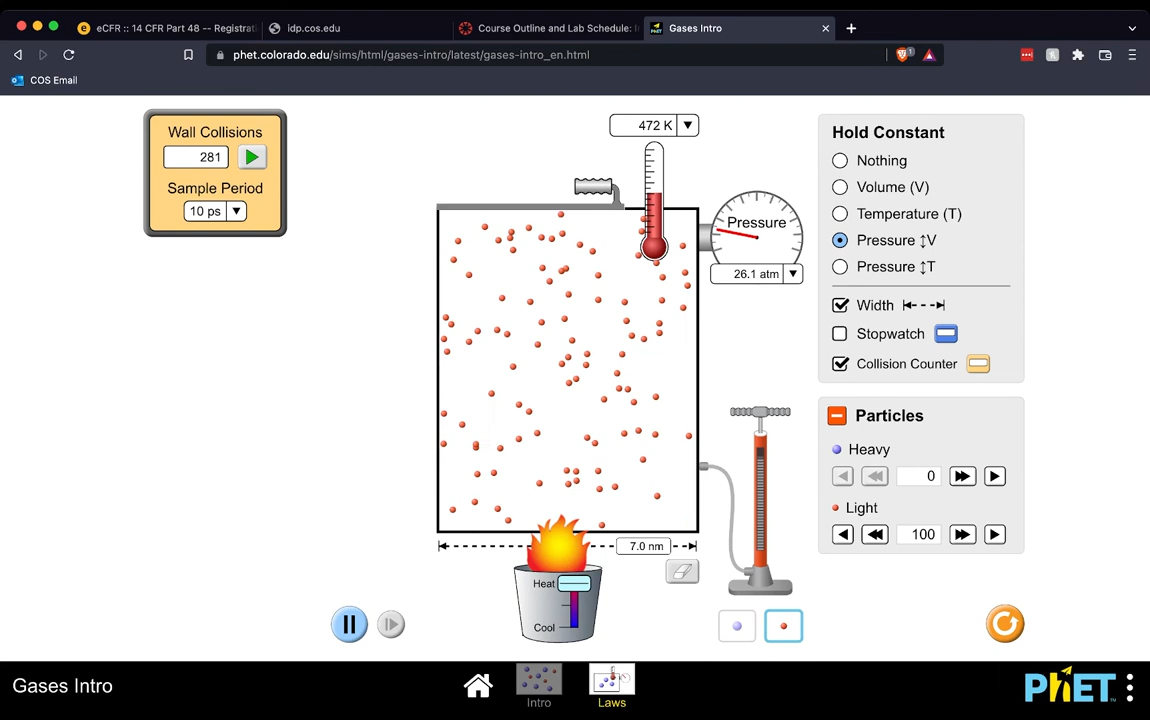 eCFR :: 14 CFR Part 48 -- Registrati
idp.cos.edu
Course Outline and Lab Schedule: I
Gases Intro
phet.colorado.edu/sims/html/gases-intro/latest/gases-intro_en.html
1
COS Email
Wall Collisions
281
Sample Period
10 ps
472 K
Pressure
26.1 atm
Hold Constant
Nothing
Volume (V)
Temperature (T)
Pressure ↕V
Pressure ↕T
Width
Stopwatch
Collision Counter
Particles
Heavy
0
Light
100
7.0 nm
Heat
Cool
Gases Intro
Intro
Laws
PhET